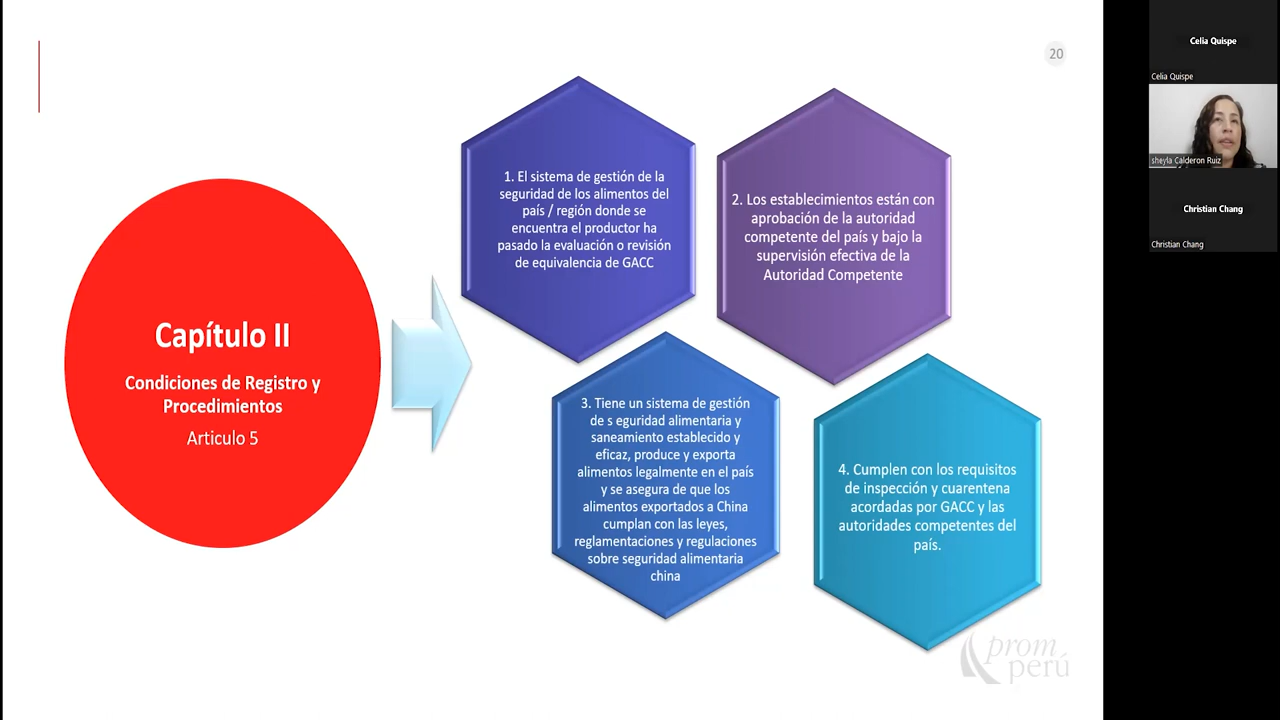 20
Capítulo II
Condiciones de Registro y
Procedimientos
Articulo 5
1. El sistema de gestión de la
seguridad de los alimentos del
país / región donde se
encuentra el productor ha
pasado la evaluación o revisión
de equivalencia de GACC
2. Los establecimientos están con
aprobación de la autoridad
competente del país y bajo la
supervisión efectiva de la
Autoridad Competente
3. Tiene un sistema de gestión
de s eguridad alimentaria y
saneamiento establecido y
eficaz, produce y exporta
alimentos legalmente en el país
y se asegura de que los
alimentos exportados a China
cumplan con las leyes,
reglamentaciones y regulaciones
sobre seguridad alimentaria
china
4. Cumplen con los requisitos
de inspección y cuarentena
acordadas por GACC y las
autoridades competentes del
país.
prom
perú
Celia Quispe
Celia Quispe
sheyla Calderon Ruiz
Christian Chang
Christian Chang